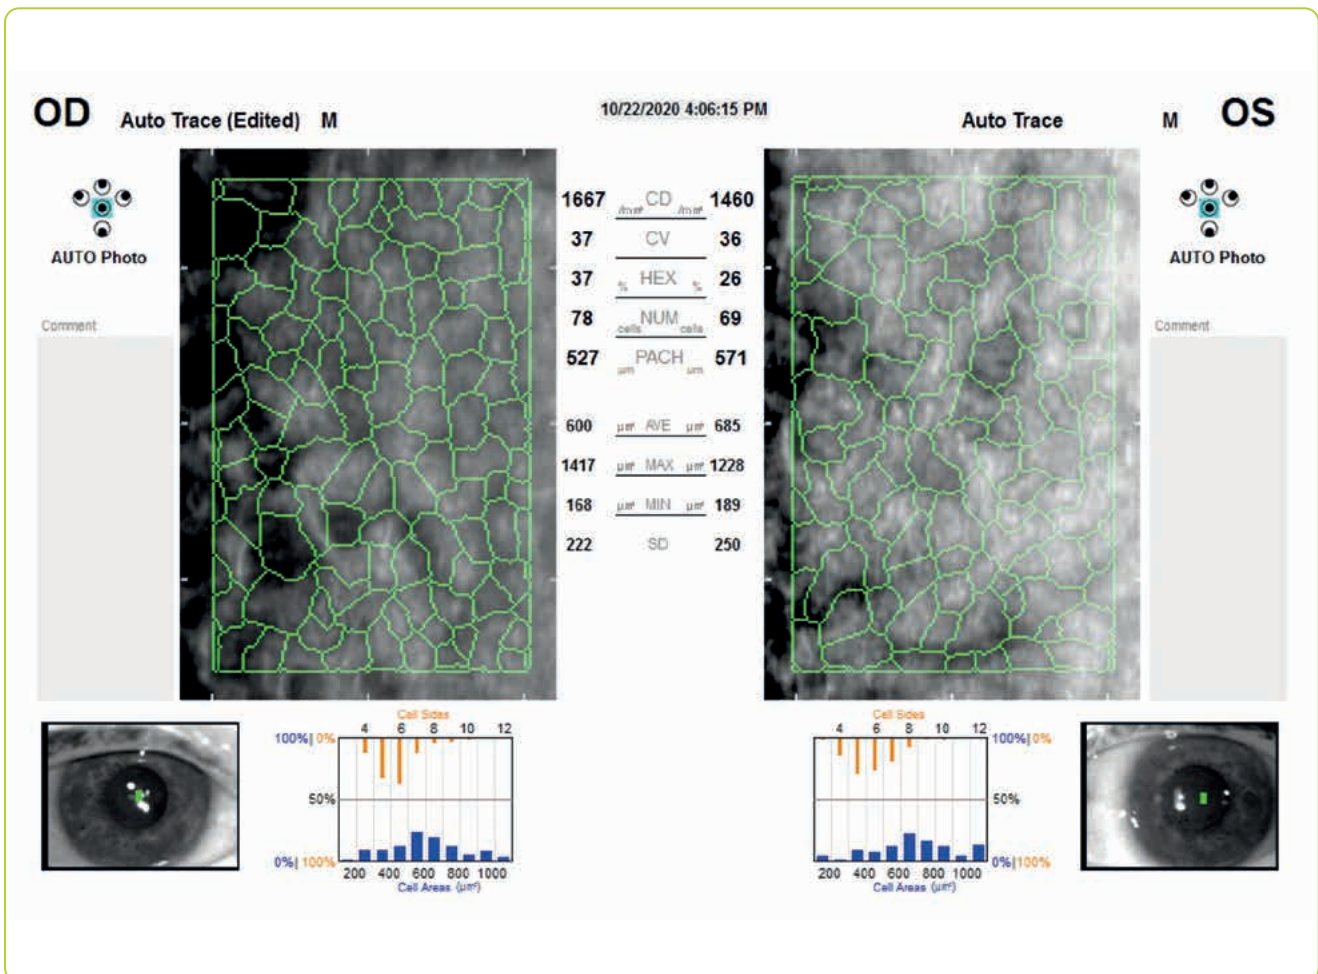 OD Auto Trace (Edited) M 10/22/2020 4:06:15 PM Auto Trace M OS
AUTO Photo
AUTO Photo
Comment
Comment
1667 /mm² CD /mm² 1460
37 CV 36
37 % HEX % 26
78 cells NUM cells 69
527 µm PACH µm 571
600 µm² AVE µm² 685
1417 µm² MAX µm² 1228
168 µm² MIN µm² 189
222 SD 250
Cell Sides
4 6 8 10 12
100%| 0%
50%
0%| 100%
200 400 600 800 1000
Cell Areas (µm²)
Cell Sides
4 6 8 10 12
100%| 0%
50%
0%| 100%
200 400 600 800 1000
Cell Areas (µm²)